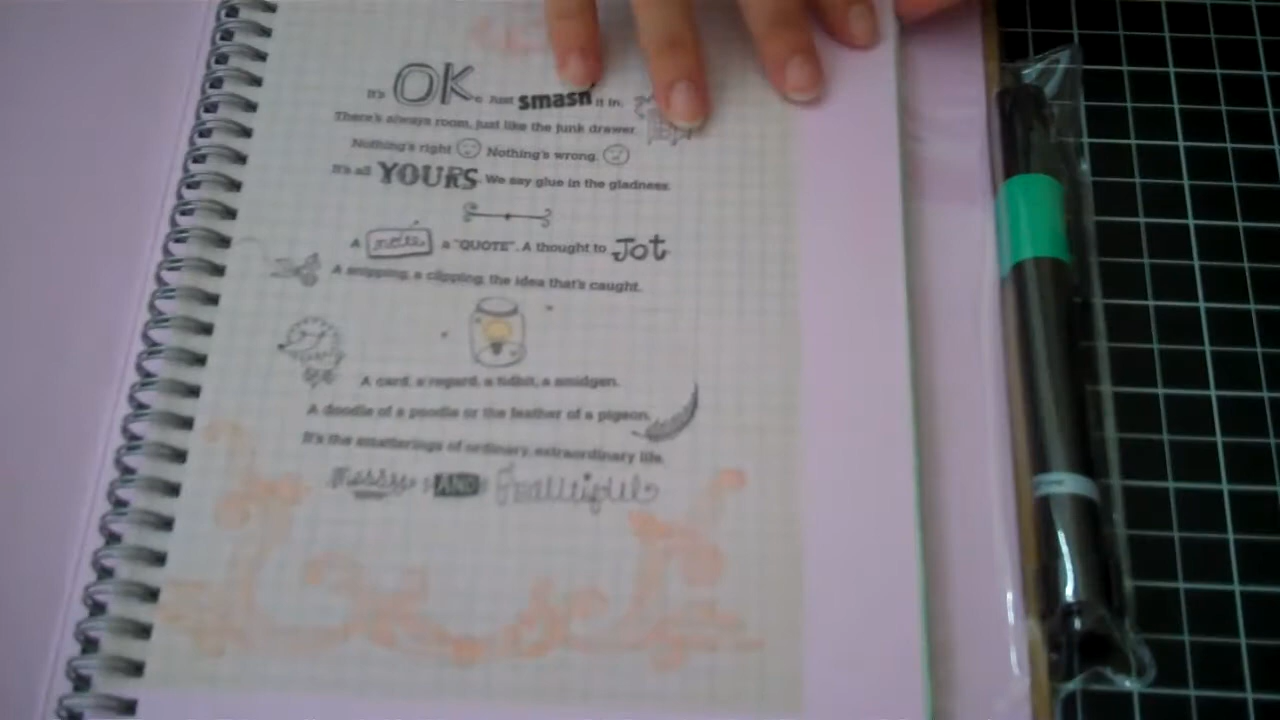 It's OK. Just smash it in.
There's always room, just like the junk drawer.
Nothing's right Nothing's wrong.
It's all YOURS. We say glue in the gladness.
A note, a "QUOTE". A thought to Jot
A snipping, a clipping, the idea that's caught.
A card, a regard, a tidbit, a smidgen.
A doodle of a poodle or the feather of a pigeon.
It's the smatterings of ordinary, extraordinary life.
Messy AND Beautiful